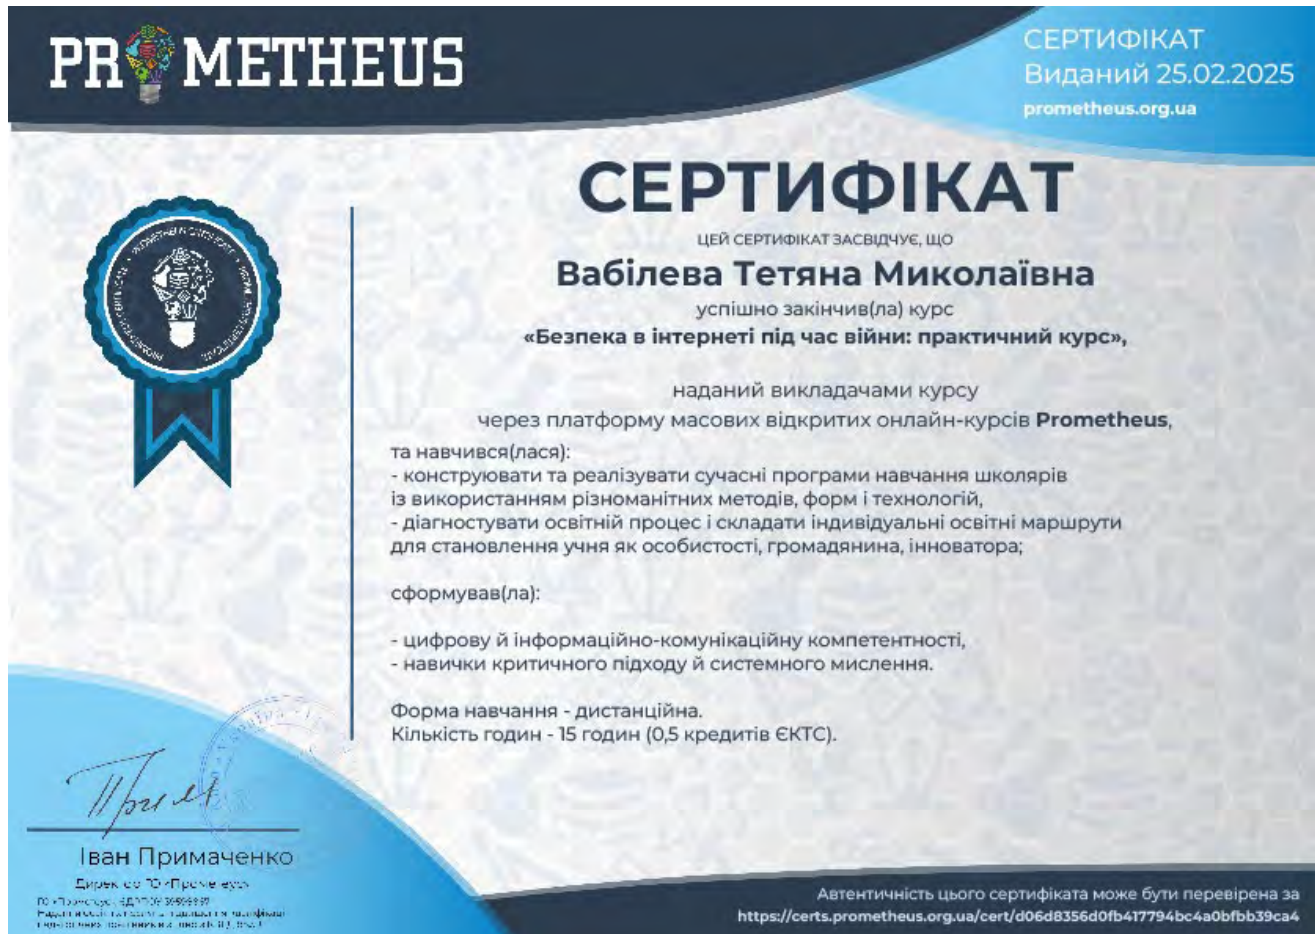 PROMETHEUS
СЕРТИФІКАТ
Виданий 25.02.2025
prometheus.org.ua
СЕРТИФІКАТ
ЦЕЙ СЕРТИФІКАТ ЗАСВІДЧУЄ, ЩО
Вабілева Тетяна Миколаївна
успішно закінчив(ла) курс
«Безпека в інтернеті під час війни: практичний курс»,
наданий викладачами курсу
через платформу масових відкритих онлайн-курсів Prometheus,
та навчився(лася):
- конструювати та реалізувати сучасні програми навчання школярів
із використанням різноманітних методів, форм і технологій,
- діагностувати освітній процес і складати індивідуальні освітні маршрути
для становлення учня як особистості, громадянина, інноватора;
сформував(ла):
- цифрову й інформаційно-комунікаційну компетентності,
- навички критичного підходу й системного мислення.
Форма навчання - дистанційна.
Кількість годин - 15 годин (0,5 кредитів ЄКТС).
Іван Примаченко
Директор ГО «Прометеус»
Автентичність цього сертифіката може бути перевірена за
https://certs.prometheus.org.ua/cert/d06d8356d0fb417794bc4a0bfbb39ca4